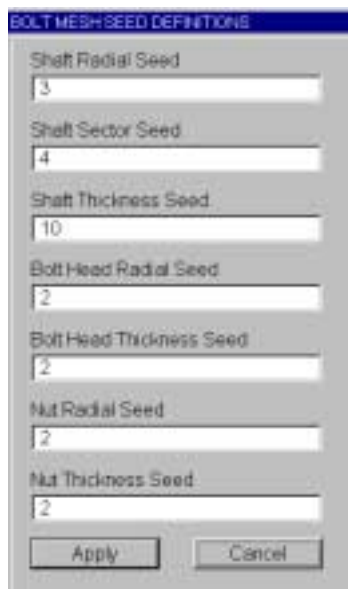 BOLT MESH SEED DEFINITIONS
Shaft Radial Seed
3
Shaft Sector Seed
4
Shaft Thickness Seed
10
Bolt Head Radial Seed
2
Bolt Head Thickness Seed
2
Nut Radial Seed
2
Nut Thickness Seed
2
Apply
Cancel